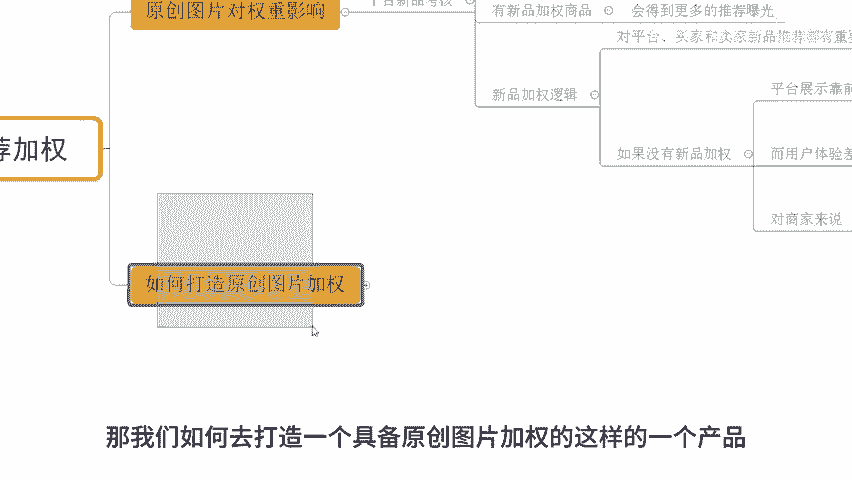 原创图片对权重影响
有新品加权商品
会得到更多的推荐曝光
对平台、买家和卖家新品推荐都有重
新品加权逻辑
平台展示靠前
荐加权
如果没有新品加权
而用户体验差
对商家来说
如何打造原创图片加权
那我们如何去打造一个具备原创图片加权的这样的一个产品